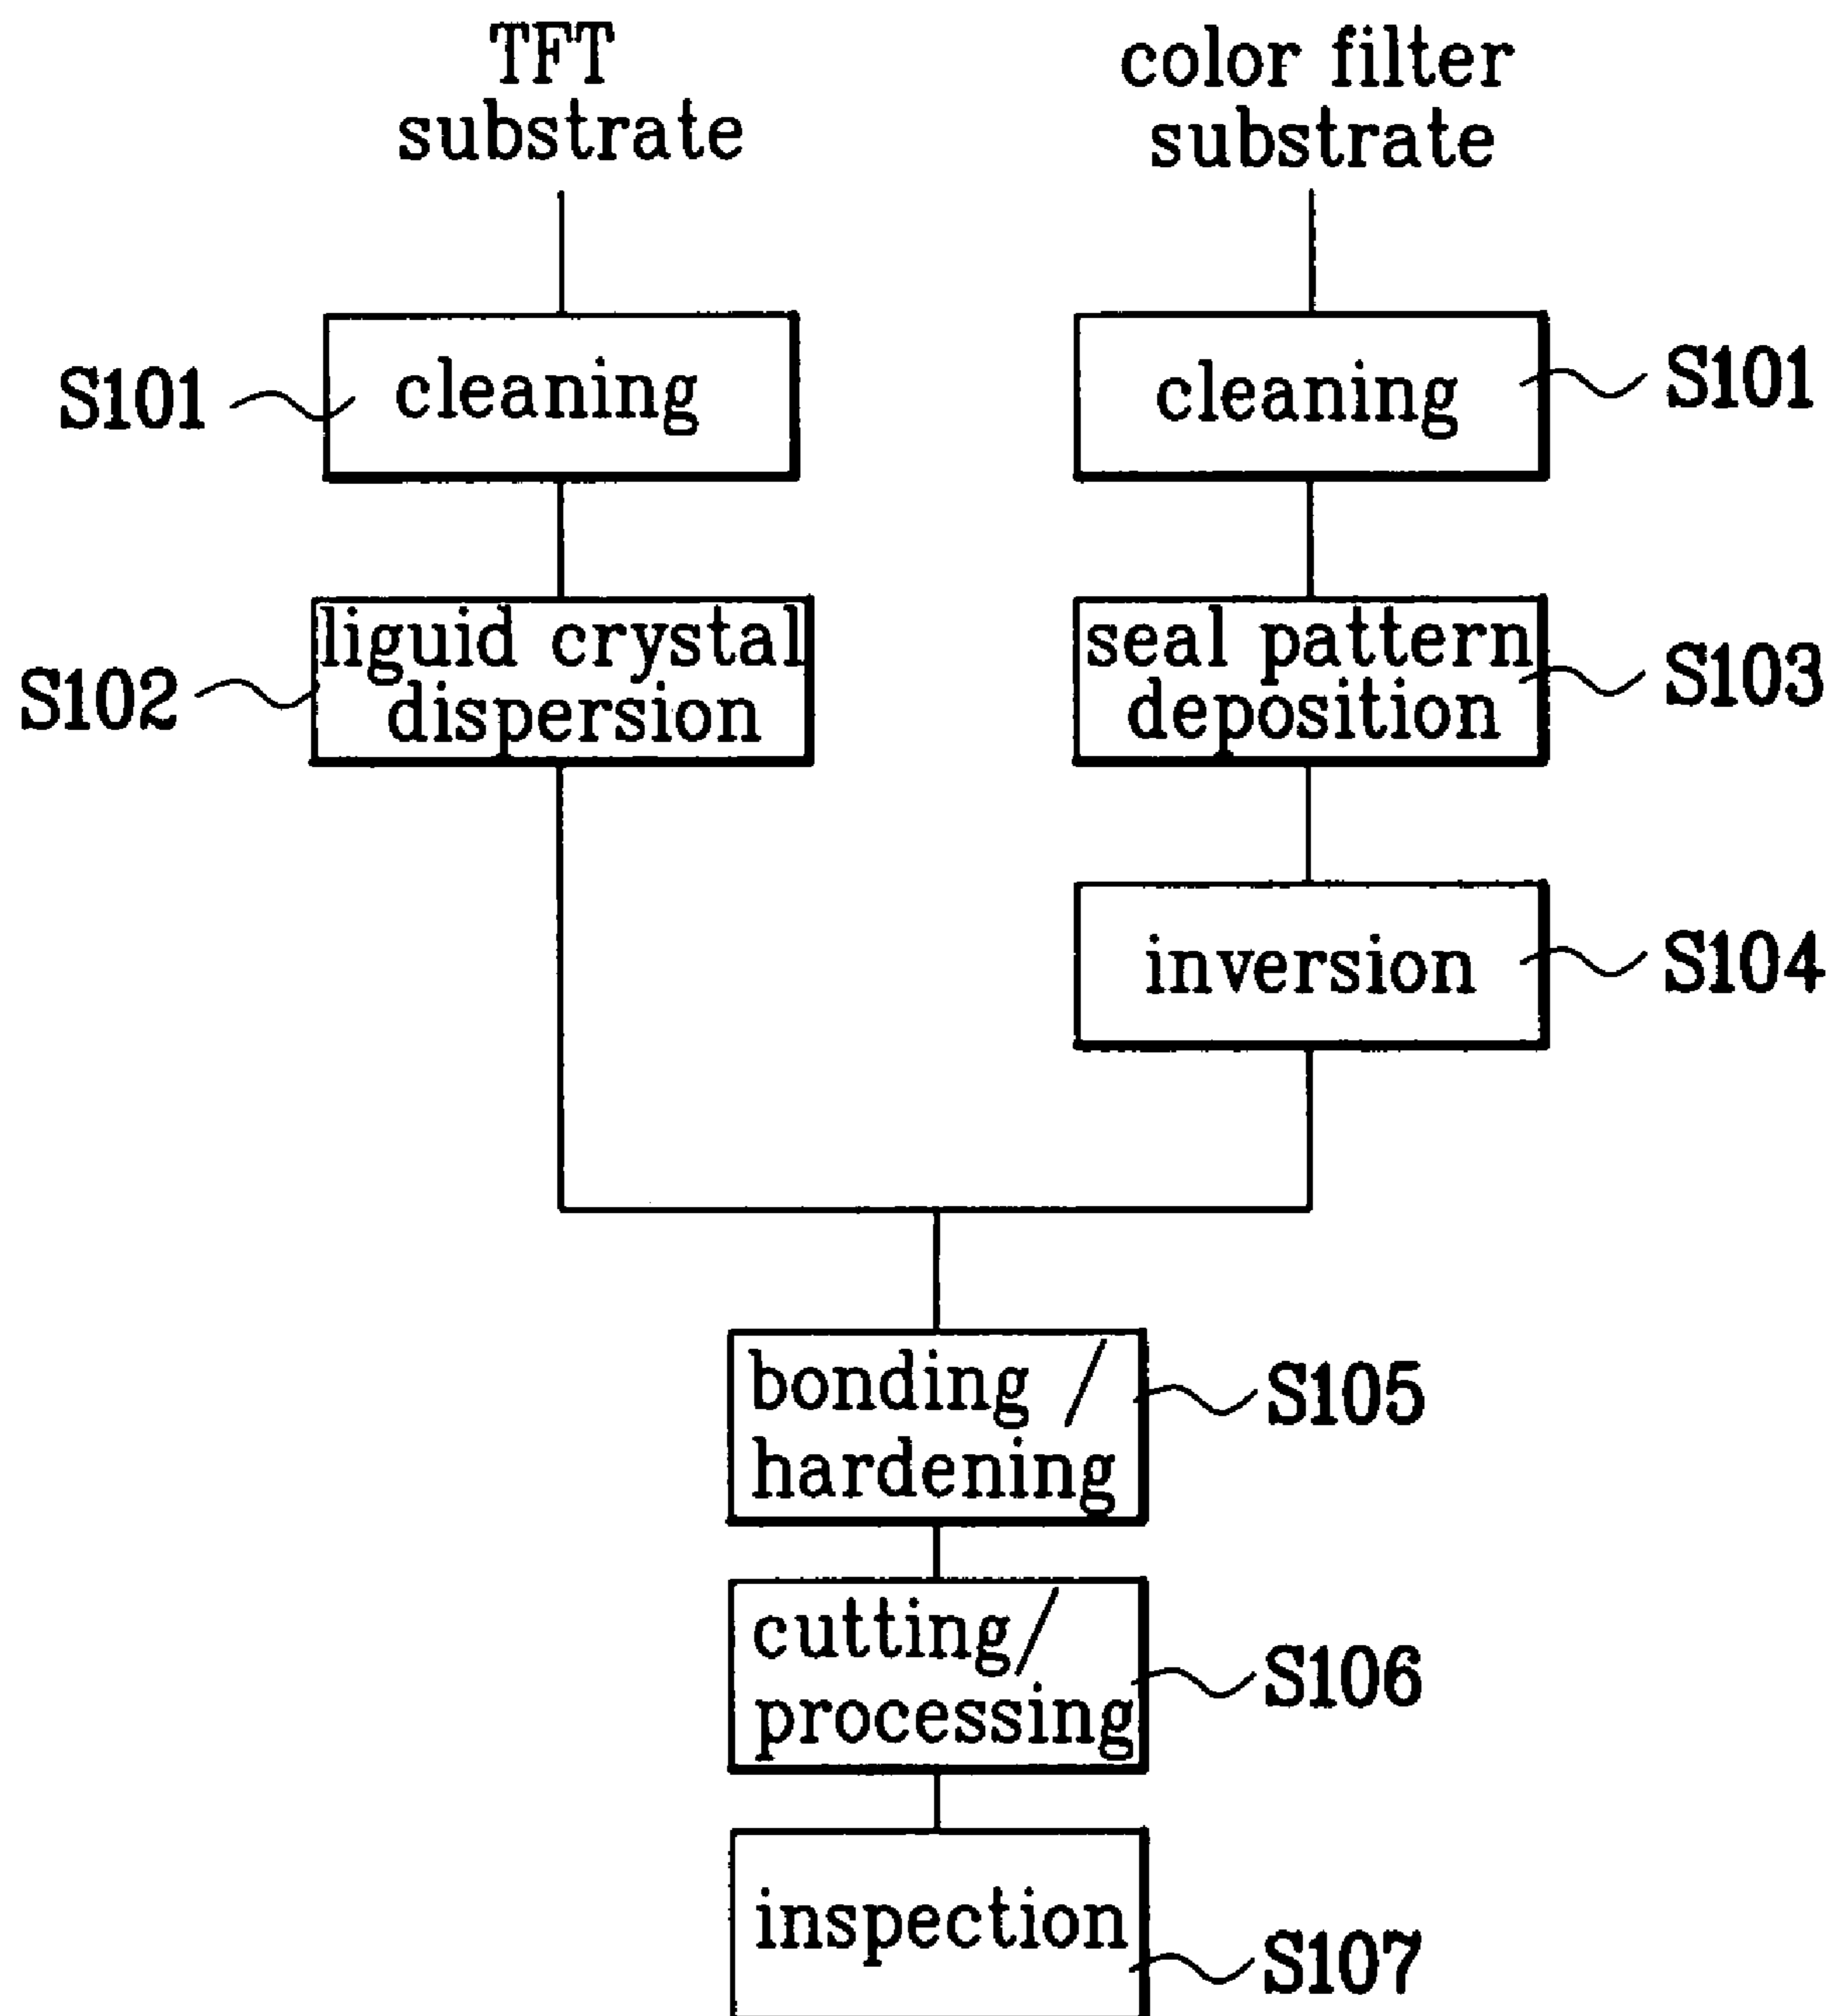 TFT
substrate
color filter
substrate
S101
cleaning
cleaning
S101
S102
liguid crystal
dispersion
seal pattern
deposition
S103
inversion
S104
bonding /
hardening
S105
cutting/
processing
S106
inspection
S107